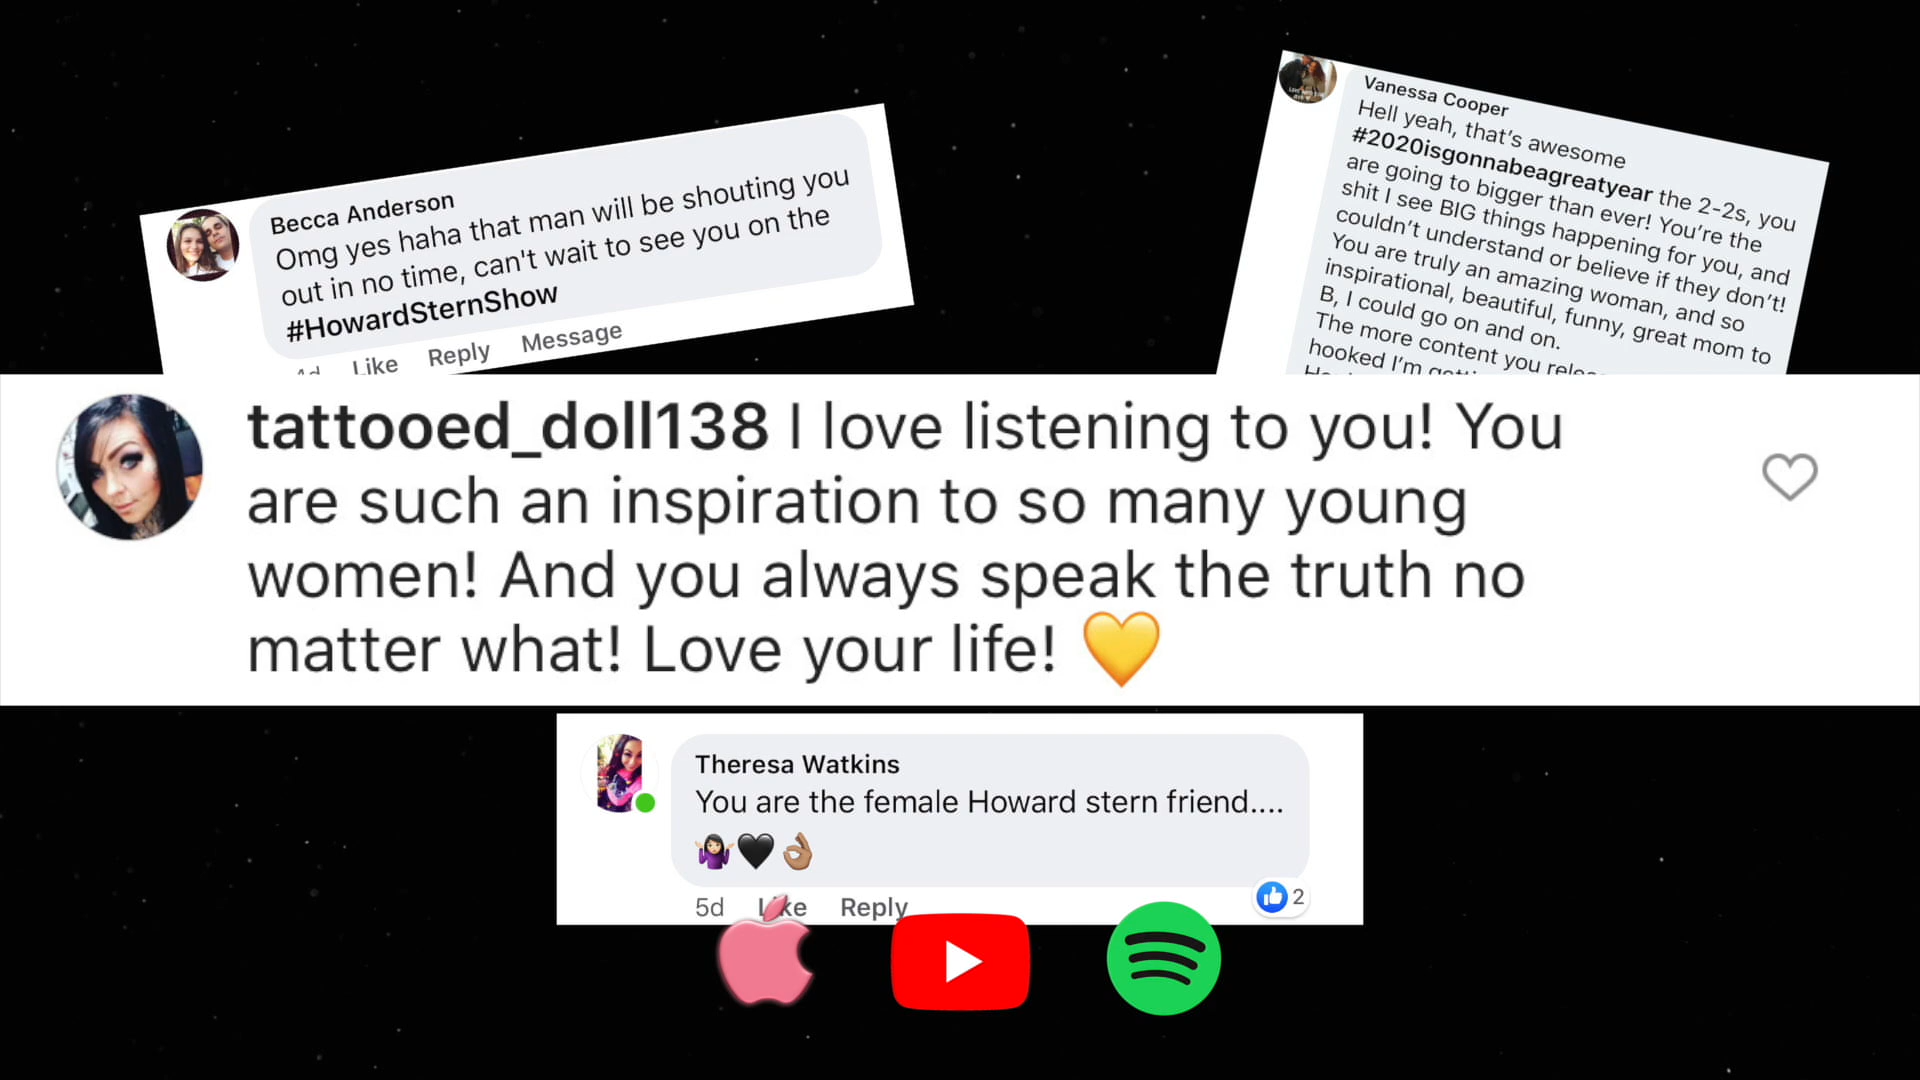 Becca Anderson
Omg yes haha that man will be shouting you
out in no time, can't wait to see you on the
#HowardSternShow
4d Like Reply Message
Vanessa Cooper
Hell yeah, that's awesome
#2020isgonnabeagreatyear the 2-2s, you
are going to bigger than ever! You're the
shit I see BIG things happening for you, and
couldn't understand or believe if they don't!
You are truly an amazing woman, and so
inspirational, beautiful, funny, great mom to
B, I could go on and on.
The more content you
hooked I'm
tattooed_doll138 I love listening to you! You
are such an inspiration to so many young
women! And you always speak the truth no
matter what! Love your life! 💛
Theresa Watkins
You are the female Howard stern friend....
🤷🏻‍♀️🖤👌🏽
5d Like Reply 2